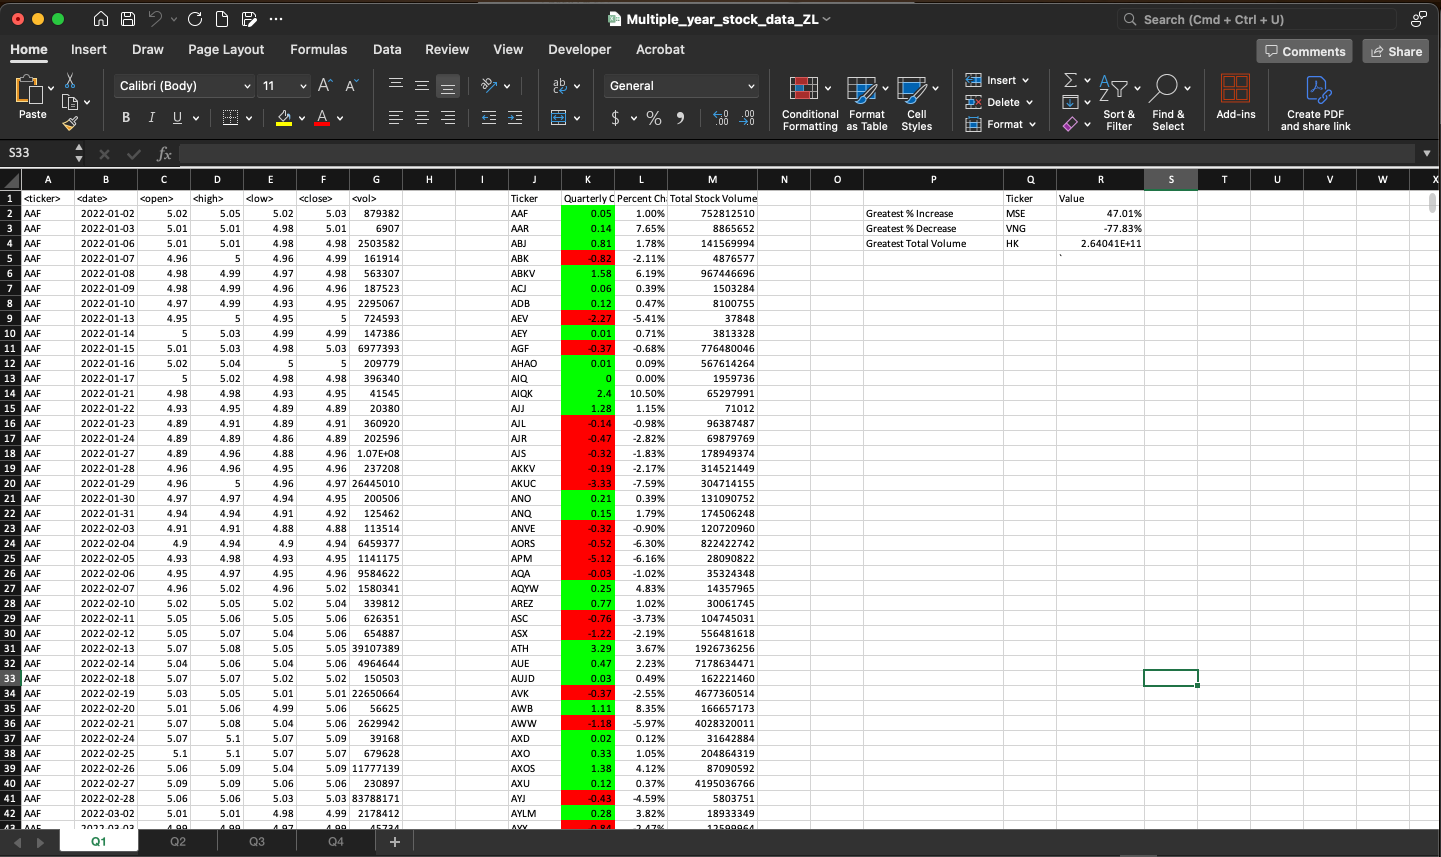 Multiple_year_stock_data_ZL
Search (Cmd + Ctrl + U)
Home Insert Draw Page Layout Formulas Data Review View Developer Acrobat Comments Share
Paste Calibri (Body) 11 General Conditional Formatting Format as Table Cell Styles Insert Delete Format Sort & Filter Find & Select Add-ins Create PDF and share link
S33 fx
A B C D E F G H I J K L M N O P Q R S T U V W X
1 <ticker> <date> <open> <high> <low> <close> <vol> Ticker Quarterly C Percent Ch Total Stock Volume Ticker Value
2 AAF 2022-01-02 5.02 5.05 5.02 5.03 879382 AAF 0.05 1.00% 752812510 Greatest % Increase MSE 47.01%
3 AAF 2022-01-03 5.01 5.01 4.98 5.01 6907 AAR 0.14 7.65% 8865652 Greatest % Decrease VNG -77.83%
4 AAF 2022-01-06 5.01 5.01 4.98 4.98 2503582 ABJ 0.81 1.78% 141569994 Greatest Total Volume HK 2.64041E+11
5 AAF 2022-01-07 4.96 5 4.96 4.99 161914 ABK -0.82 -2.11% 4876577 `
6 AAF 2022-01-08 4.98 4.99 4.97 4.98 563307 ABKV 1.58 6.19% 967446696
7 AAF 2022-01-09 4.98 4.99 4.96 4.96 187523 ACJ 0.06 0.39% 1503284
8 AAF 2022-01-10 4.97 4.99 4.93 4.95 2295067 ADB 0.12 0.47% 8100755
9 AAF 2022-01-13 4.95 5 4.95 5 724593 AEV -2.27 -5.41% 37848
10 AAF 2022-01-14 5 5.03 4.99 4.99 147386 AEY 0.01 0.71% 3813328
11 AAF 2022-01-15 5.01 5.03 4.98 5.03 6977393 AGF -0.37 -0.68% 776480046
12 AAF 2022-01-16 5.02 5.04 5 5 209779 AHAO 0.01 0.09% 567614264
13 AAF 2022-01-17 5 5.02 4.98 4.98 396340 AIQ 0 0.00% 1959736
14 AAF 2022-01-21 4.98 4.98 4.93 4.95 41545 AIQK 2.4 10.50% 65297991
15 AAF 2022-01-22 4.93 4.95 4.89 4.89 20380 AJJ 1.28 1.15% 71012
16 AAF 2022-01-23 4.89 4.91 4.89 4.91 360920 AJL -0.14 -0.98% 96387487
17 AAF 2022-01-24 4.89 4.89 4.86 4.89 202596 AJR -0.47 -2.82% 69879769
18 AAF 2022-01-27 4.89 4.96 4.88 4.96 1.07E+08 AJS -0.32 -1.83% 178949374
19 AAF 2022-01-28 4.96 4.96 4.95 4.96 237208 AKKV -0.19 -2.17% 314521449
20 AAF 2022-01-29 4.96 5 4.96 4.97 26445010 AKUC -3.33 -7.59% 304714155
21 AAF 2022-01-30 4.97 4.97 4.94 4.95 200506 ANO 0.21 0.39% 131090752
22 AAF 2022-01-31 4.94 4.94 4.91 4.92 125462 ANQ 0.15 1.79% 174506248
23 AAF 2022-02-03 4.91 4.91 4.88 4.88 113514 ANVE -0.32 -0.90% 120720960
24 AAF 2022-02-04 4.9 4.94 4.9 4.94 6459377 AORS -0.52 -6.30% 822422742
25 AAF 2022-02-05 4.93 4.98 4.93 4.95 1141175 APM -5.12 -6.16% 28090822
26 AAF 2022-02-06 4.95 4.97 4.95 4.96 9584622 AQA -0.03 -1.02% 35324348
27 AAF 2022-02-07 4.96 5.02 4.96 5.02 1580341 AQYW 0.25 4.83% 14357965
28 AAF 2022-02-10 5.02 5.05 5.02 5.04 339812 AREZ 0.77 1.02% 30061745
29 AAF 2022-02-11 5.05 5.06 5.05 5.06 626351 ASC -0.76 -3.73% 104745031
30 AAF 2022-02-12 5.05 5.07 5.04 5.06 654887 ASX -1.22 -2.19% 556481618
31 AAF 2022-02-13 5.07 5.08 5.05 5.05 39107389 ATH 3.29 3.67% 1926736256
32 AAF 2022-02-14 5.04 5.06 5.04 5.06 4964644 AUE 0.47 2.23% 7178634471
33 AAF 2022-02-18 5.07 5.07 5.02 5.02 150503 AUJD 0.03 0.49% 162221460
34 AAF 2022-02-19 5.03 5.05 5.01 5.01 22650664 AVK -0.37 -2.55% 4677360514
35 AAF 2022-02-20 5.01 5.06 4.99 5.06 56625 AWB 1.11 8.35% 166657173
36 AAF 2022-02-21 5.07 5.08 5.04 5.06 2629942 AWW -1.18 -5.97% 4028320011
37 AAF 2022-02-24 5.07 5.1 5.07 5.09 39168 AXD 0.02 0.12% 31642884
38 AAF 2022-02-25 5.1 5.1 5.07 5.07 679628 AXO 0.33 1.05% 204864319
39 AAF 2022-02-26 5.06 5.09 5.04 5.09 11777139 AXOS 1.38 4.12% 87090592
40 AAF 2022-02-27 5.09 5.09 5.06 5.06 230897 AXU 0.12 0.37% 4195036766
41 AAF 2022-02-28 5.06 5.06 5.03 5.03 83788171 AYJ -0.43 -4.59% 5803751
42 AAF 2022-03-02 5.01 5.01 4.98 4.99 2178412 AYLM 0.28 3.82% 18933349
Q1 Q2 Q3 Q4